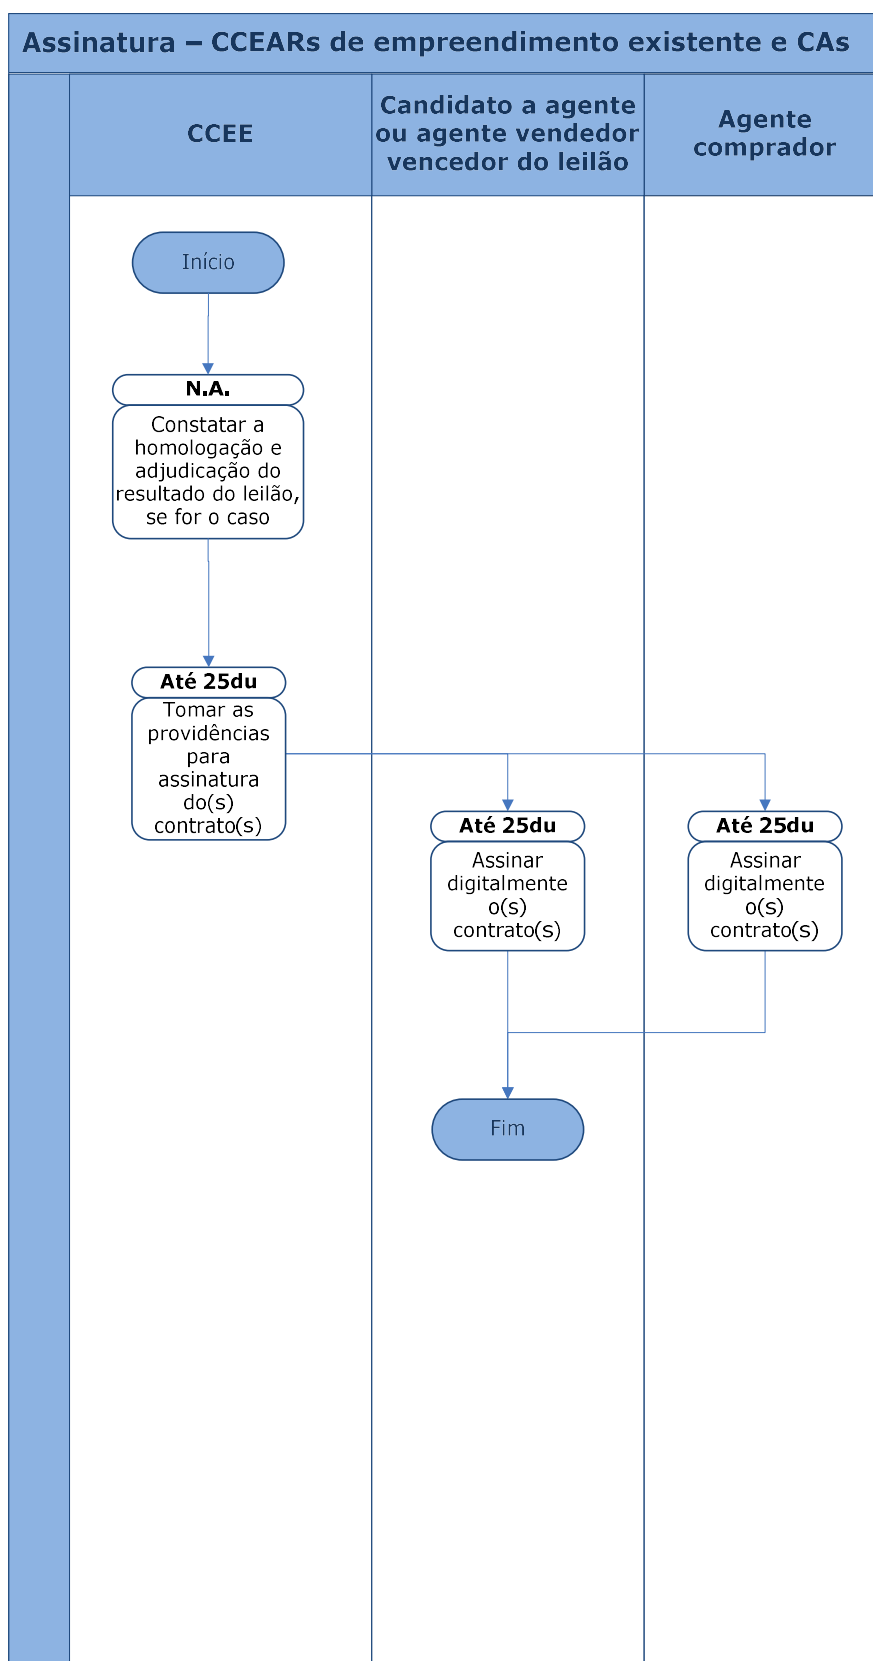 Assinatura – CCEARs de empreendimento existente e CAs
CCEE
Candidato a agente
ou agente vendedor
vencedor do leilão
Agente
comprador
Início
N.A.
Constatar a
homologação e
adjudicação do
resultado do leilão,
se for o caso
Até 25du
Tomar as
providências
para
assinatura
do(s)
contrato(s)
Até 25du
Assinar
digitalmente
o(s)
contrato(s)
Até 25du
Assinar
digitalmente
o(s)
contrato(s)
Fim